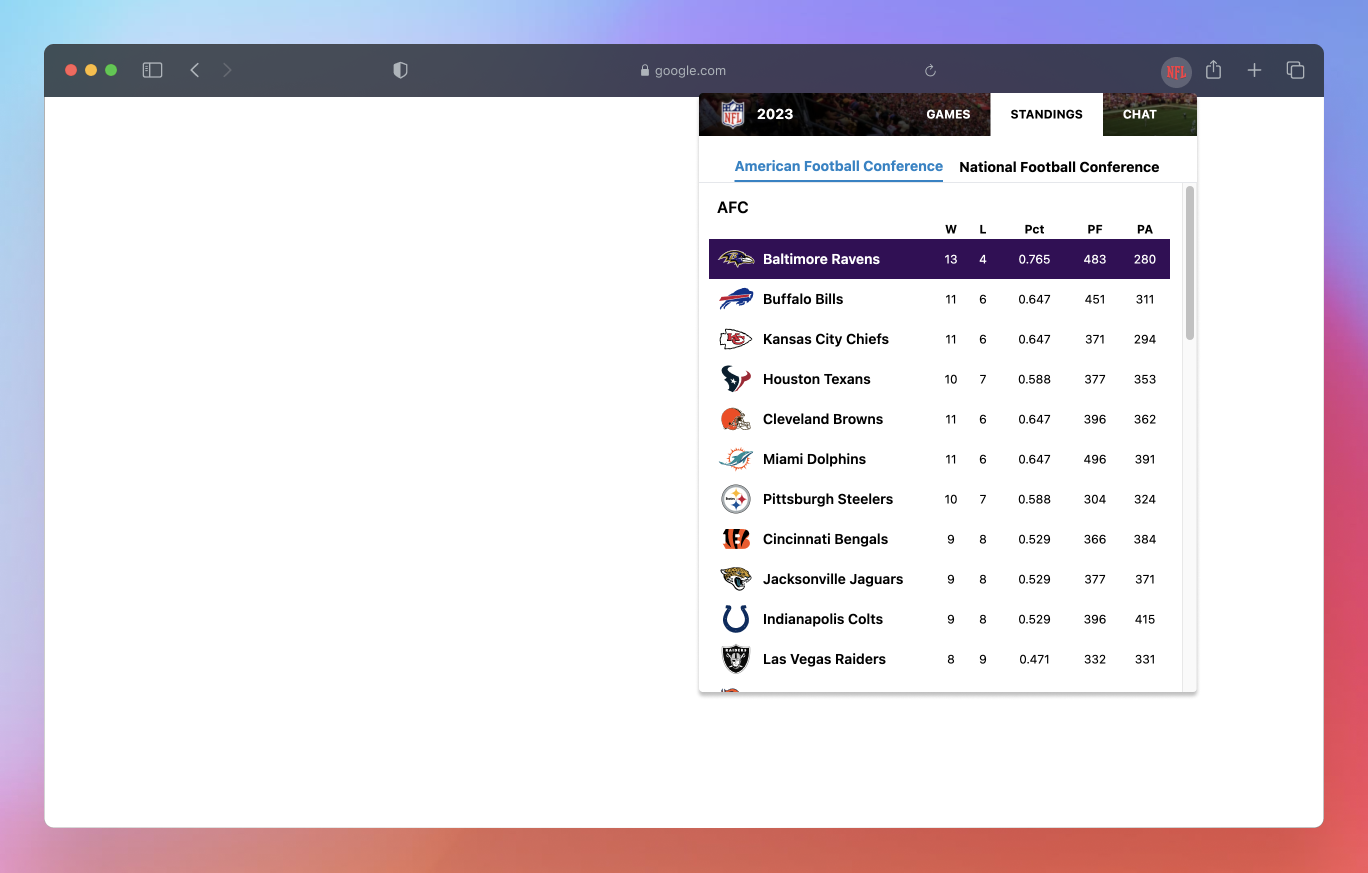 google.com
NFL
NFL 2023 GAMES STANDINGS CHAT
American Football Conference National Football Conference
AFC
W L Pct PF PA
Baltimore Ravens 13 4 0.765 483 280
Buffalo Bills 11 6 0.647 451 311
Kansas City Chiefs 11 6 0.647 371 294
Houston Texans 10 7 0.588 377 353
Cleveland Browns 11 6 0.647 396 362
Miami Dolphins 11 6 0.647 496 391
Pittsburgh Steelers 10 7 0.588 304 324
Cincinnati Bengals 9 8 0.529 366 384
Jacksonville Jaguars 9 8 0.529 377 371
Indianapolis Colts 9 8 0.529 396 415
RAIDERS
Las Vegas Raiders 8 9 0.471 332 331